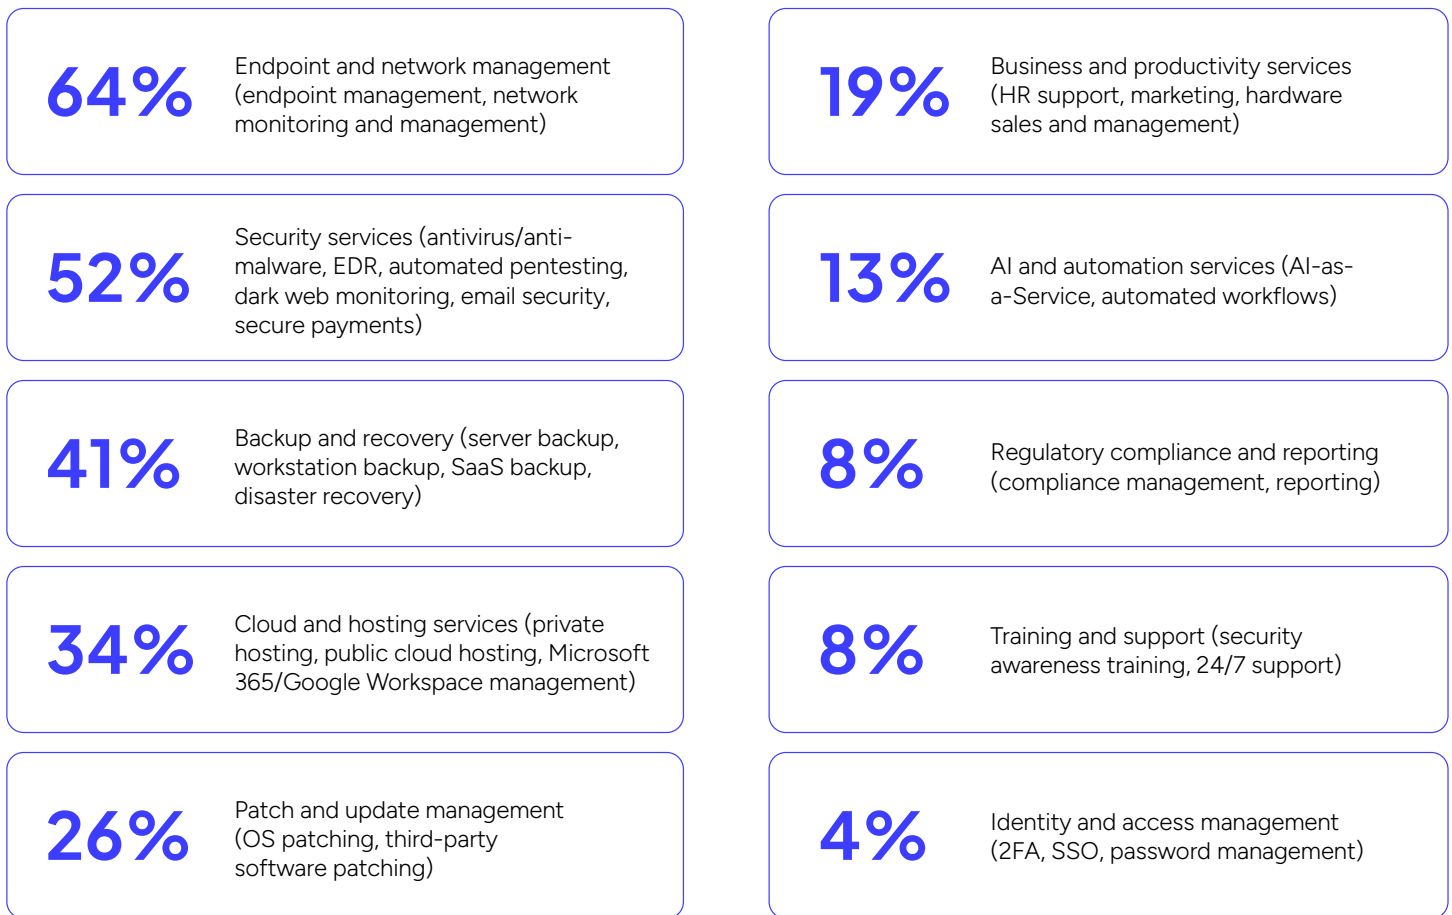 64%
Endpoint and network management
(endpoint management, network
monitoring and management)
52%
Security services (antivirus/anti-
malware, EDR, automated pentesting,
dark web monitoring, email security,
secure payments)
41%
Backup and recovery (server backup,
workstation backup, SaaS backup,
disaster recovery)
34%
Cloud and hosting services (private
hosting, public cloud hosting, Microsoft
365/Google Workspace management)
26%
Patch and update management
(OS patching, third-party
software patching)
19%
Business and productivity services
(HR support, marketing, hardware
sales and management)
13%
AI and automation services (AI-as-
a-Service, automated workflows)
8%
Regulatory compliance and reporting
(compliance management, reporting)
8%
Training and support (security
awareness training, 24/7 support)
4%
Identity and access management
(2FA, SSO, password management)